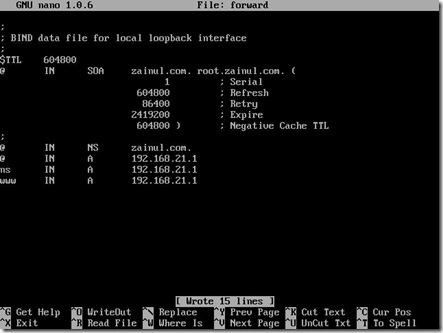 GNU nano 1.0.6 File: forward
;
; BIND data file for local loopback interface
;
$TTL 604800
@ IN SOA zainul.com. root.zainul.com. (
1 ; Serial
604800 ; Refresh
86400 ; Retry
2419200 ; Expire
604800 ) ; Negative Cache TTL
;
@ IN NS zainul.com.
@ IN A 192.168.21.1
ns IN A 192.168.21.1
www IN A 192.168.21.1
[ Wrote 15 lines ]
^G Get Help ^O WriteOut ^\ Replace ^Y Prev Page ^K Cut Text ^C Cur Pos
^X Exit ^R Read File ^W Where Is ^V Next Page ^U UnCut Txt ^T To Spell